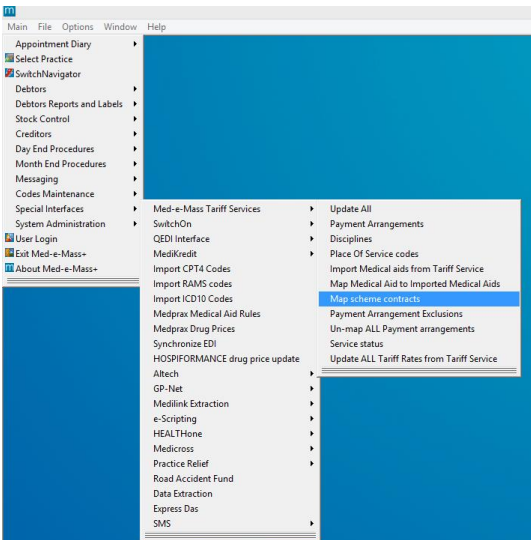 m
Main File Options Window Help
Appointment Diary
Select Practice
SwitchNavigator
Debtors
Debtors Reports and Labels
Stock Control
Creditors
Day End Procedures
Month End Procedures
Messaging
Codes Maintenance
Special Interfaces
System Administration
User Login
Exit Med-e-Mass+
m About Med-e-Mass+
Med-e-Mass Tariff Services
SwitchOn
QEDI Interface
MediKredit
Import CPT4 Codes
Import RAMS codes
Import ICD10 Codes
Medprax Medical Aid Rules
Medprax Drug Prices
Synchronize EDI
HOSPIFORMANCE drug price update
Altech
GP-Net
Medilink Extraction
e-Scripting
HEALTHone
Medicross
Practice Relief
Road Accident Fund
Data Extraction
Express Das
SMS
Update All
Payment Arrangements
Disciplines
Place Of Service codes
Import Medical aids from Tariff Service
Map Medical Aid to Imported Medical Aids
Map scheme contracts
Payment Arrangement Exclusions
Un-map ALL Payment arrangements
Service status
Update ALL Tariff Rates from Tariff Service